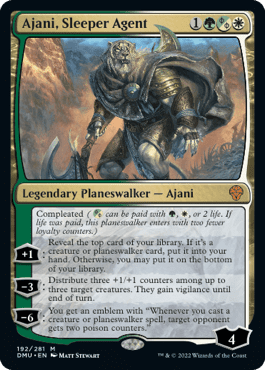 Ajani, Sleeper Agent 1
Legendary Planeswalker — Ajani
Compleated ( can be paid with , , or 2 life. If
life was paid, this planeswalker enters with two fewer
loyalty counters.)
+1: Reveal the top card of your library. If it's a
creature or planeswalker card, put it into your
hand. Otherwise, you may put it on the bottom
of your library.
−3: Distribute three +1/+1 counters among up to
three target creatures. They gain vigilance until
end of turn.
−6: You get an emblem with "Whenever you cast a
creature or planeswalker spell, target opponent
gets two poison counters."
4
192/281 M
DMU • EN Matt Stewart
™ & © 2022 Wizards of the Coast